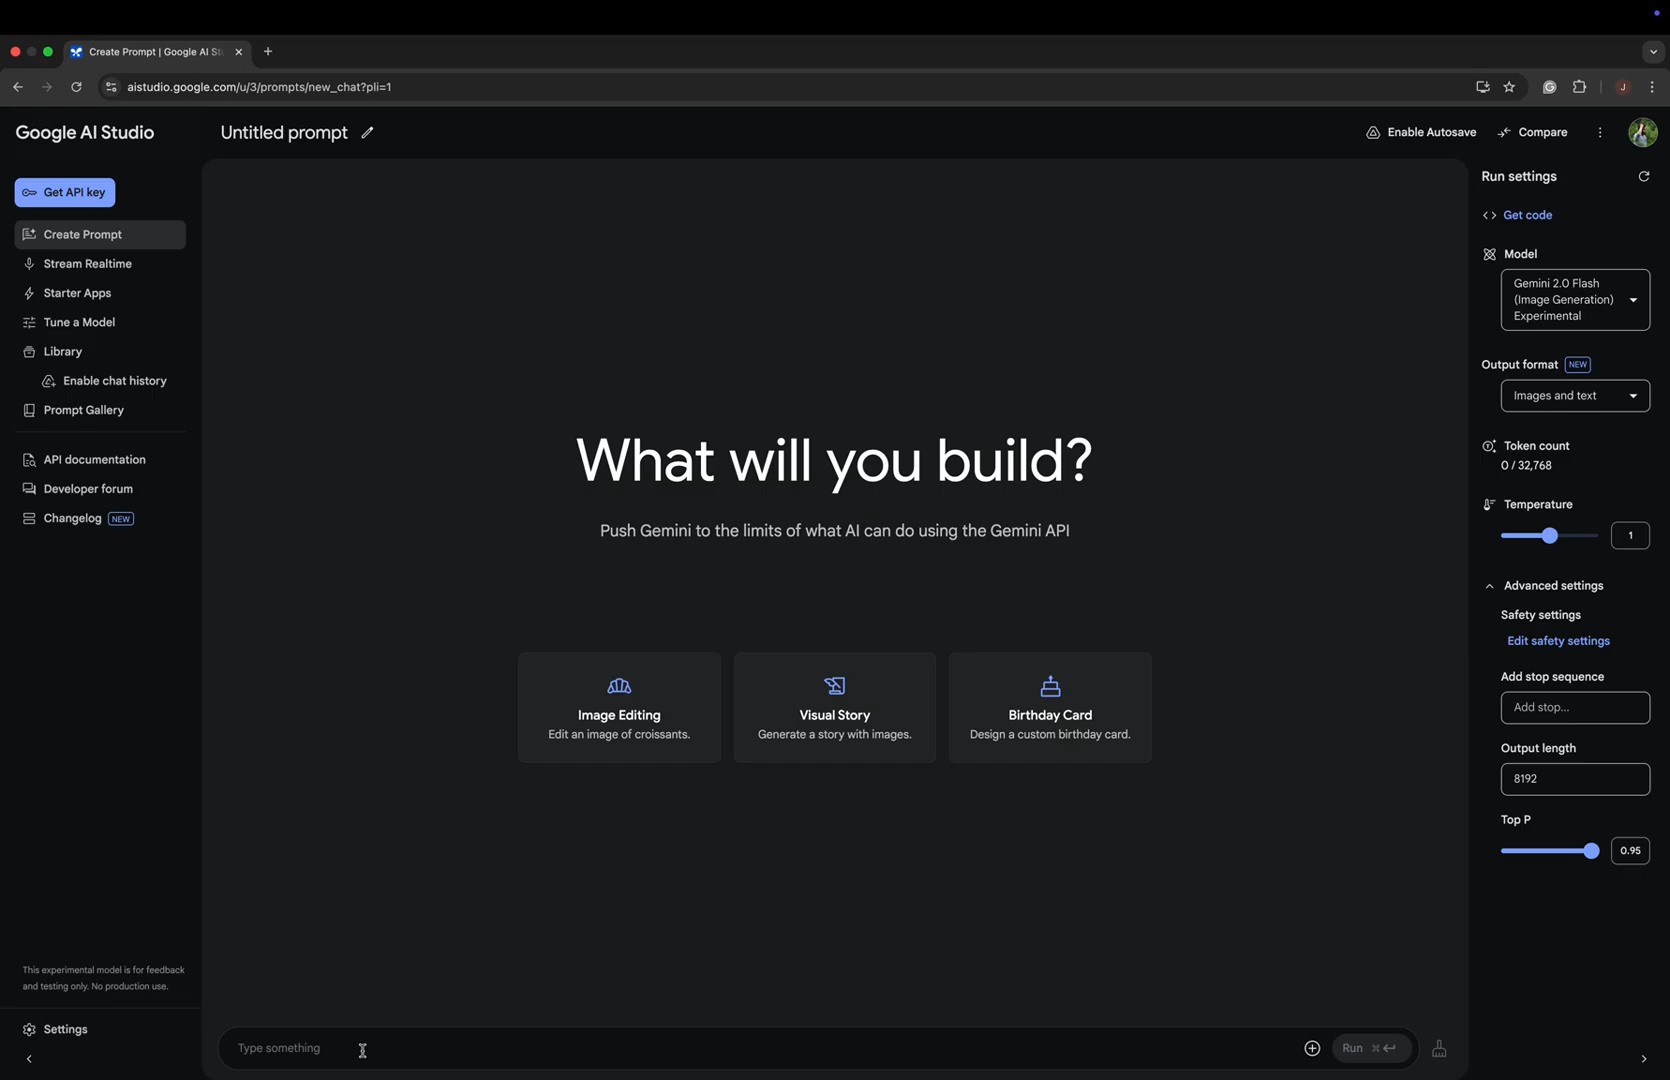 Create Prompt | Google AI St
aistudio.google.com/u/3/prompts/new_chat?pli=1
J
Google AI Studio
Untitled prompt
Enable Autosave
Compare
Get API key
Create Prompt
Stream Realtime
Starter Apps
Tune a Model
Library
Enable chat history
Prompt Gallery
API documentation
Developer forum
Changelog NEW
This experimental model is for feedback
and testing only. No production use.
Settings
What will you build?
Push Gemini to the limits of what AI can do using the Gemini API
Image Editing
Edit an image of croissants.
Visual Story
Generate a story with images.
Birthday Card
Design a custom birthday card.
Type something
Run ⌘↵
Run settings
Get code
Model
Gemini 2.0 Flash
(Image Generation)
Experimental
Output format NEW
Images and text
Token count
0 / 32,768
Temperature
1
Advanced settings
Safety settings
Edit safety settings
Add stop sequence
Add stop...
Output length
8192
Top P
0.95